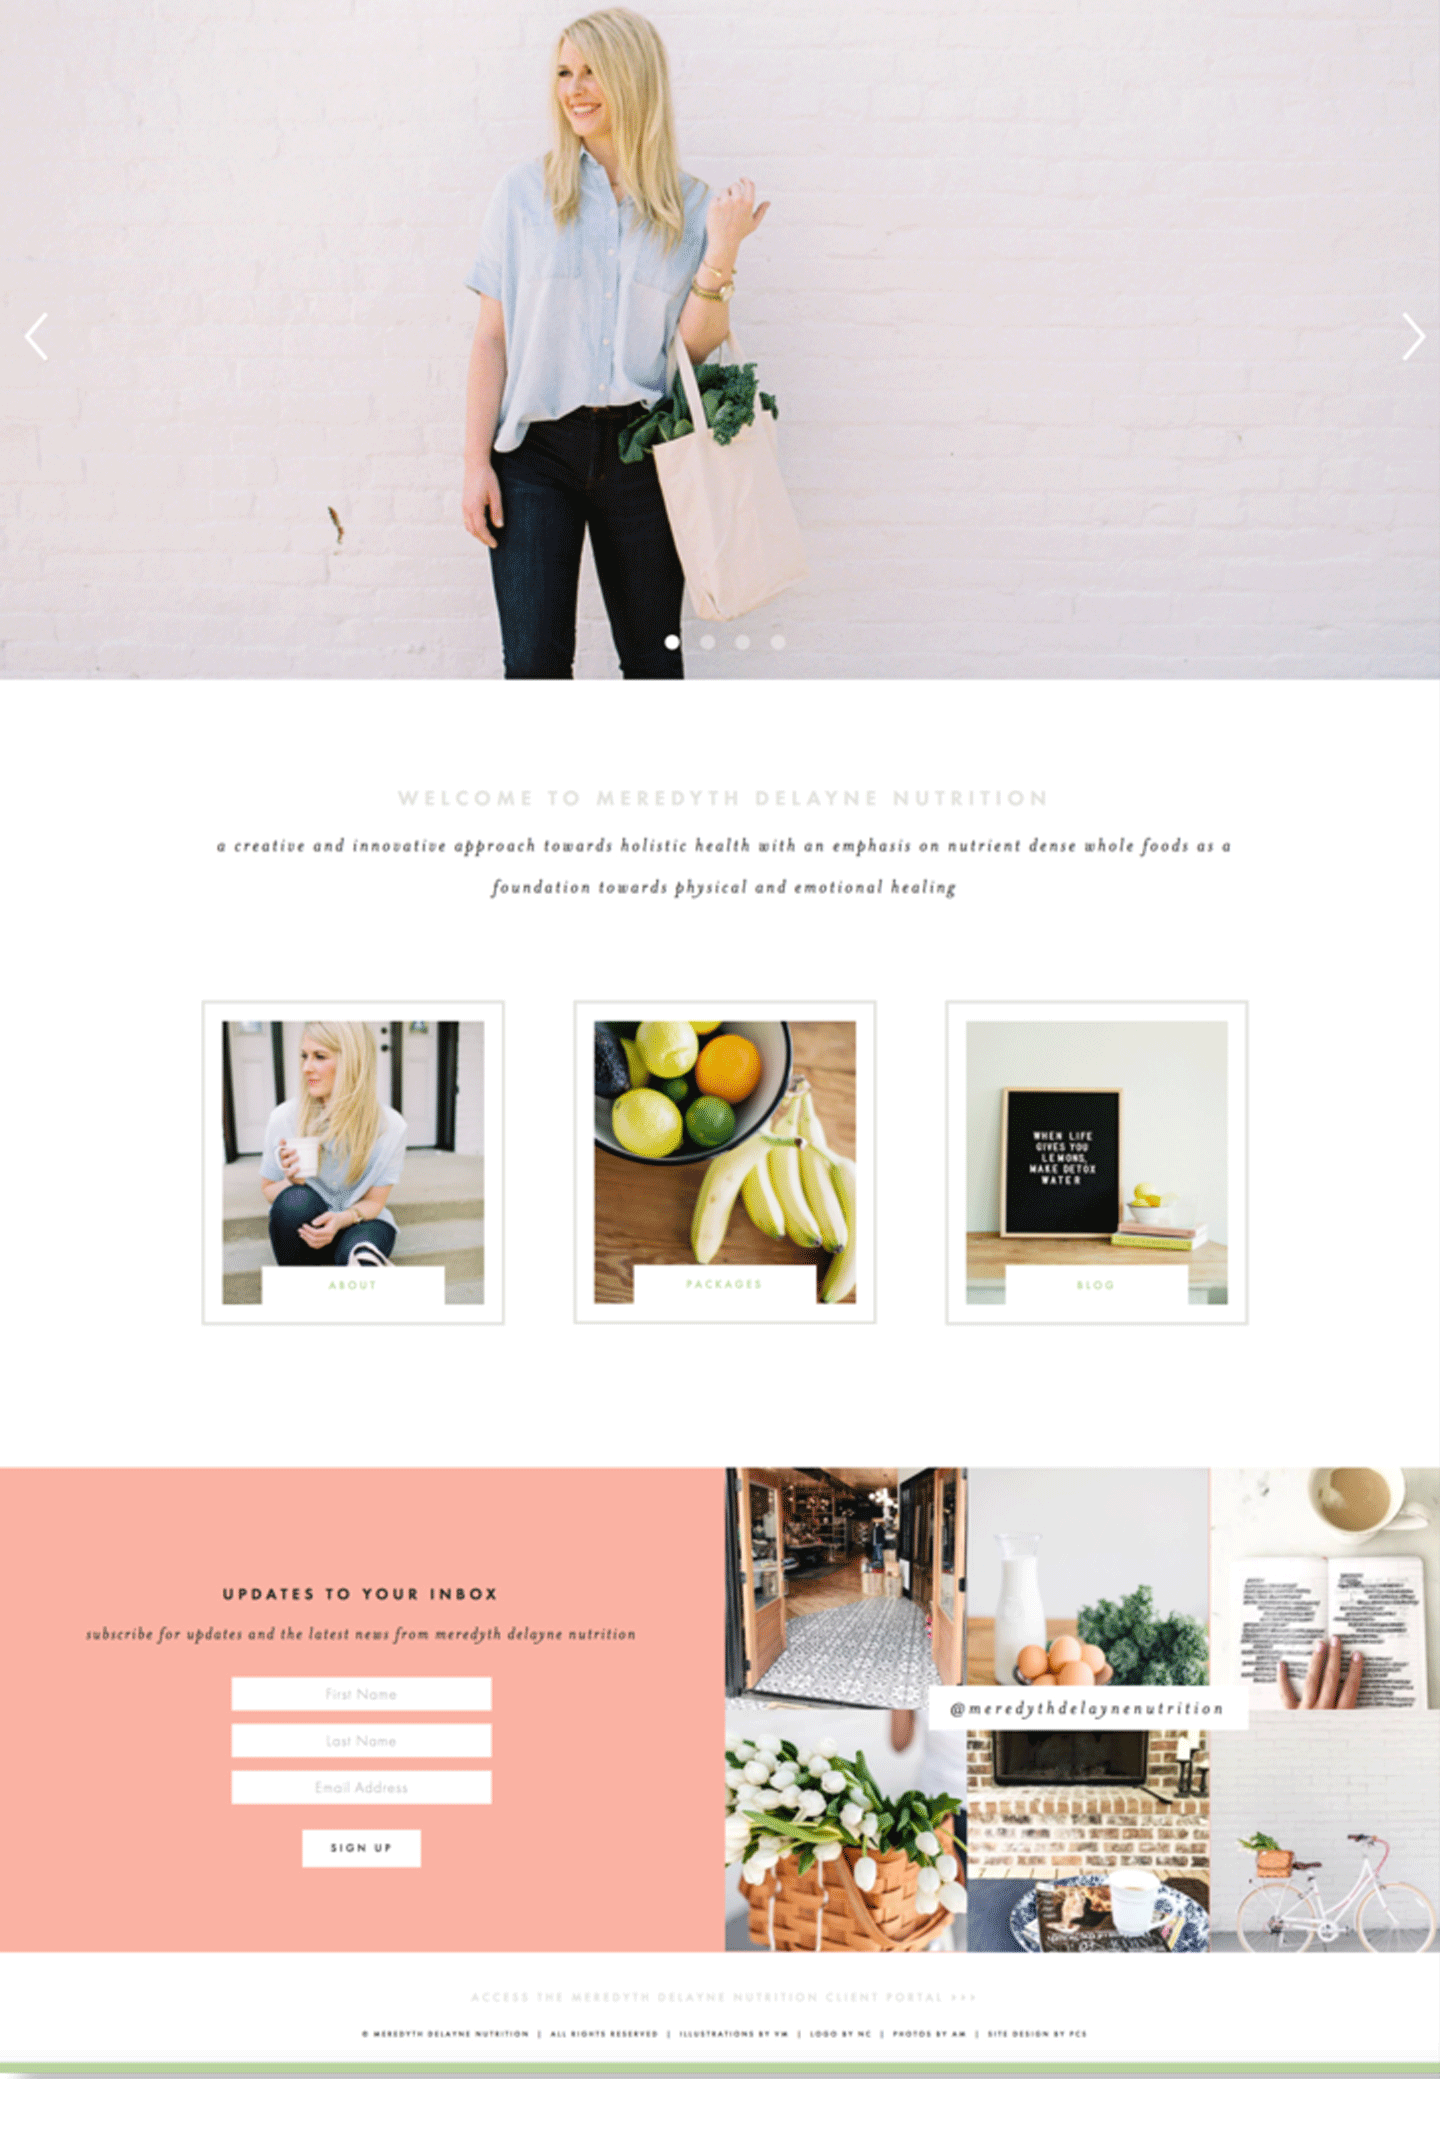 WELCOME TO MEREDYTH DELAYNE NUTRITION
a creative and innovative approach towards holistic health with an emphasis on nutrient dense whole foods as a
foundation towards physical and emotional healing
ABOUT
PACKAGES
WHEN LIFE
GIVES YOU
LEMONS,
MAKE DETOX
WATER
BLOG
UPDATES TO YOUR INBOX
subscribe for updates and the latest news from meredyth delayne nutrition
First Name
Last Name
Email Address
SIGN UP
@meredythdelaynenutrition
ACCESS THE MEREDYTH DELAYNE NUTRITION CLIENT PORTAL >>>
© MEREDYTH DELAYNE NUTRITION | ALL RIGHTS RESERVED | ILLUSTRATIONS BY VM | LOGO BY NC | PHOTOS BY AM | SITE DESIGN BY PCS